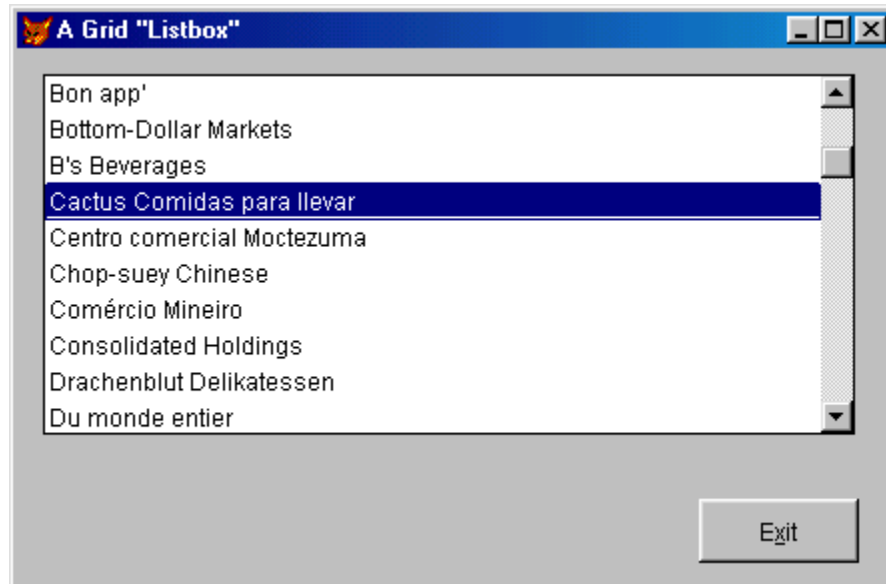 A Grid "Listbox"
Bon app'
Bottom-Dollar Markets
B's Beverages
Cactus Comidas para llevar
Centro comercial Moctezuma
Chop-suey Chinese
Comércio Mineiro
Consolidated Holdings
Drachenblut Delikatessen
Du monde entier
Exit